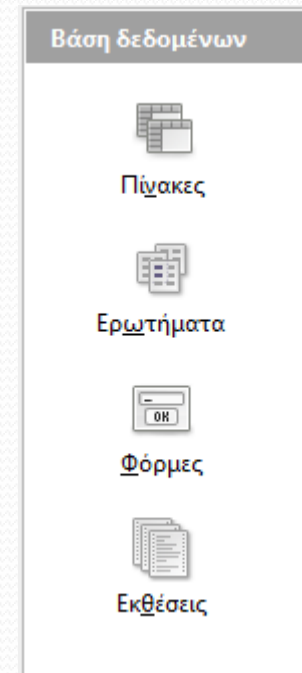 Βάση δεδομένων
Πίνακες
Ερωτήματα
OK
Φόρμες
Εκθέσεις